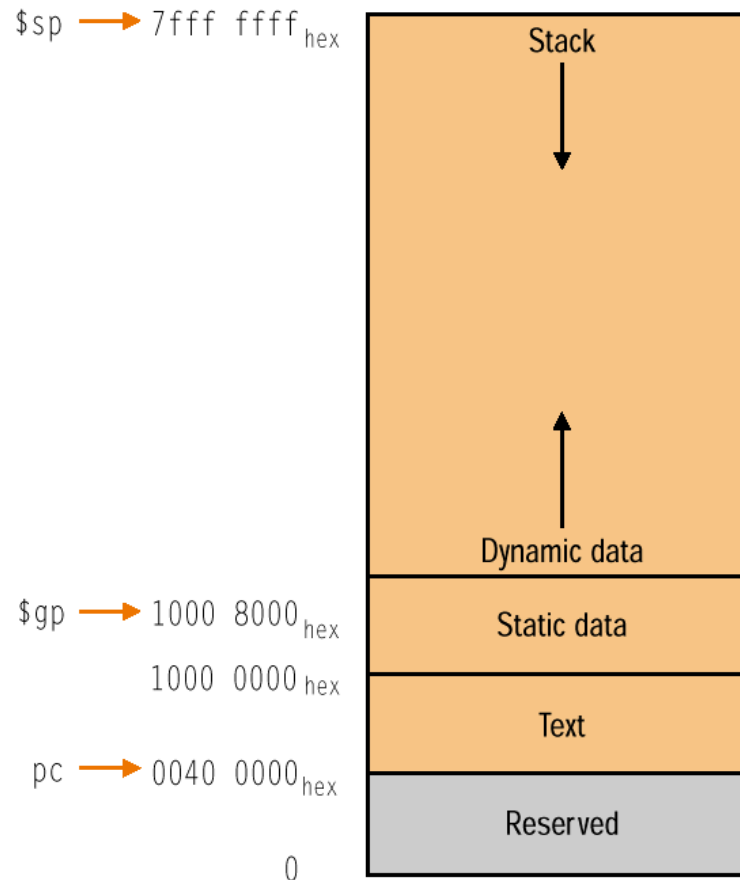 $sp 7fff ffff hex
Stack
Dynamic data
$gp 1000 8000 hex
Static data
1000 0000 hex
Text
pc 0040 0000 hex
Reserved
0